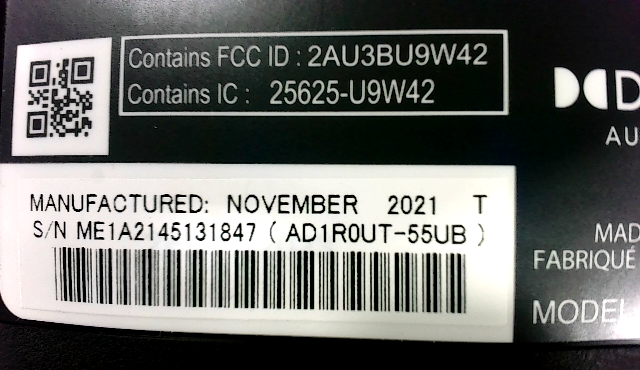 Contains FCC ID : 2AU3BU9W42
Contains IC : 25625-U9W42
MANUFACTURED: NOVEMBER 2021 T
S/N ME1A2145131847 ( AD1R0UT-55UB )
AU
MAD
FABRIQUÉ
MODEL